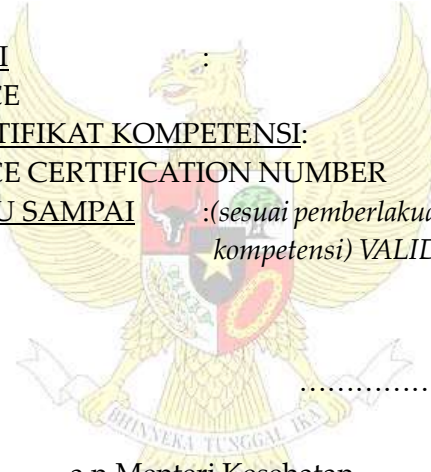 I :
CE
TIFIKAT KOMPETENSI:
CE CERTIFICATION NUMBER
U SAMPAI :(sesuai pemberlakua
kompetensi) VALID
……………
BHINNEKA TUNGGAL IKA
a.n Menteri Kesehatan